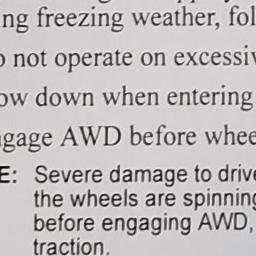 ng freezing weather, fol
not operate on excessiv
ow down when entering
gage AWD before whee
E: Severe damage to drive
the wheels are spinning
before engaging AWD,
traction.